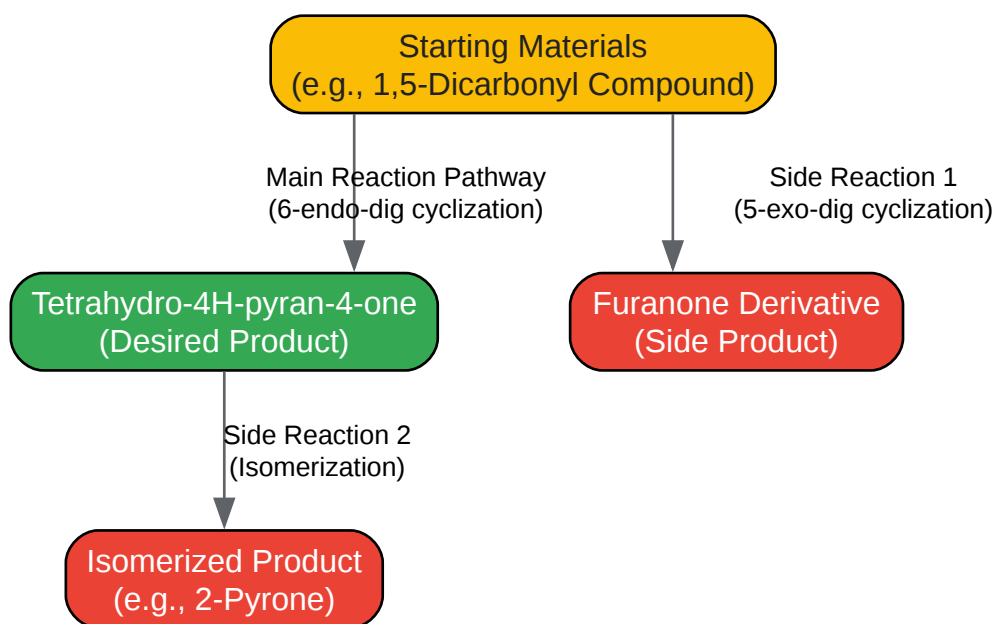 Starting Materials
(e.g., 1,5-Dicarbonyl Compound)
Main Reaction Pathway
(6-endo-dig cyclization)
Side Reaction 1
(5-exo-dig cyclization)
Tetrahydro-4H-pyran-4-one
(Desired Product)
Furanone Derivative
(Side Product)
Side Reaction 2
(Isomerization)
Isomerized Product
(e.g., 2-Pyrone)